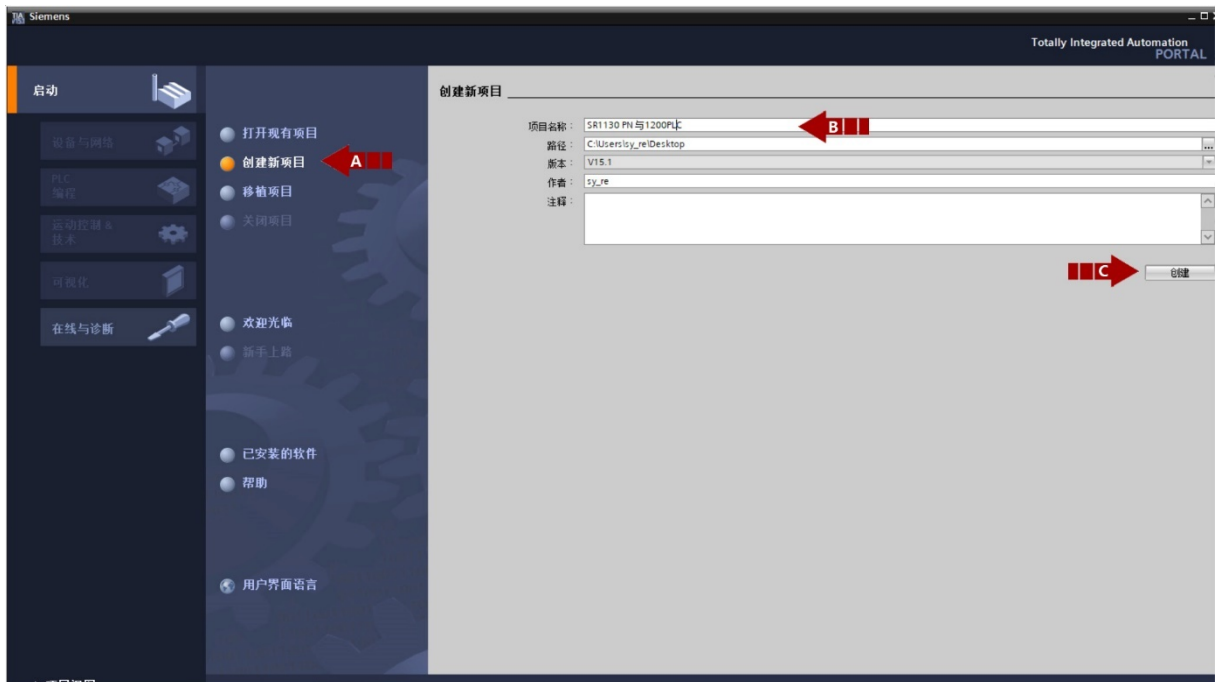 Siemens
Totally Integrated Automation
PORTAL
启动
设备与网络
PLC
编程
运动控制 &
技术
可视化
在线与诊断
打开现有项目
创建新项目
A
移植项目
关闭项目
欢迎光临
新手上路
已安装的软件
帮助
用户界面语言
创建新项目
项目名称：
SR1130 PN 与1200PLC
B
路径：
C:\Users\sy_re\Desktop
...
版本：
V15.1
作者：
sy_re
注释：
C
创建